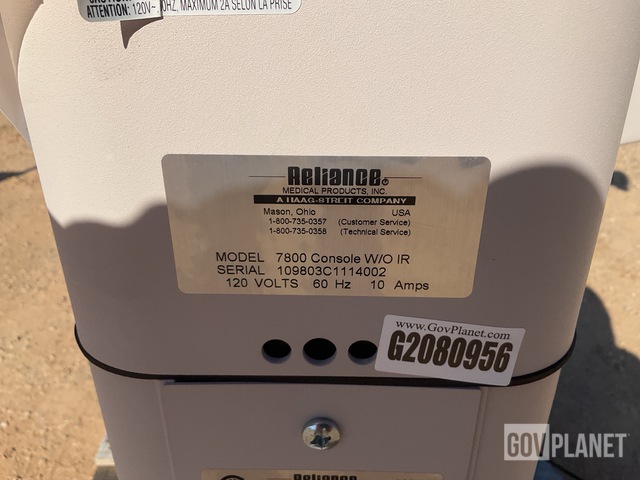 ATTENTION: 120V~, 60HZ, MAXIMUM 2A SELON LA PRISE
Reliance
MEDICAL PRODUCTS, INC.
A HAAG-STREIT COMPANY
Mason, Ohio USA
1-800-735-0357 (Customer Service)
1-800-735-0358 (Technical Service)
MODEL 7800 Console W/O IR
SERIAL 109803C1114002
120 VOLTS 60 Hz 10 Amps
www.GovPlanet.com
G2080956
GOVPLANET
Reliance